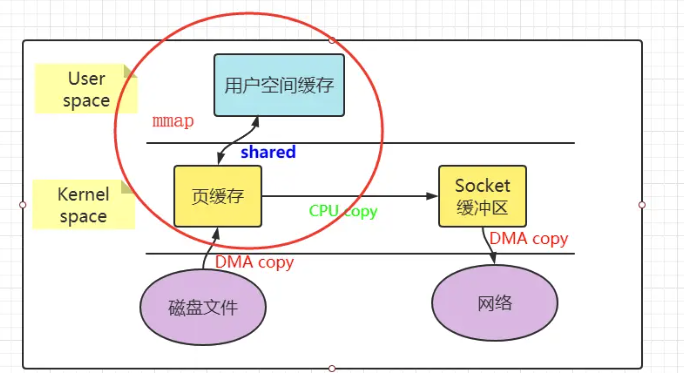 User
space
用户空间缓存
mmap
shared
Kernel
space
页缓存
CPU copy
Socket
缓冲区
DMA copy
DMA copy
磁盘文件
网络